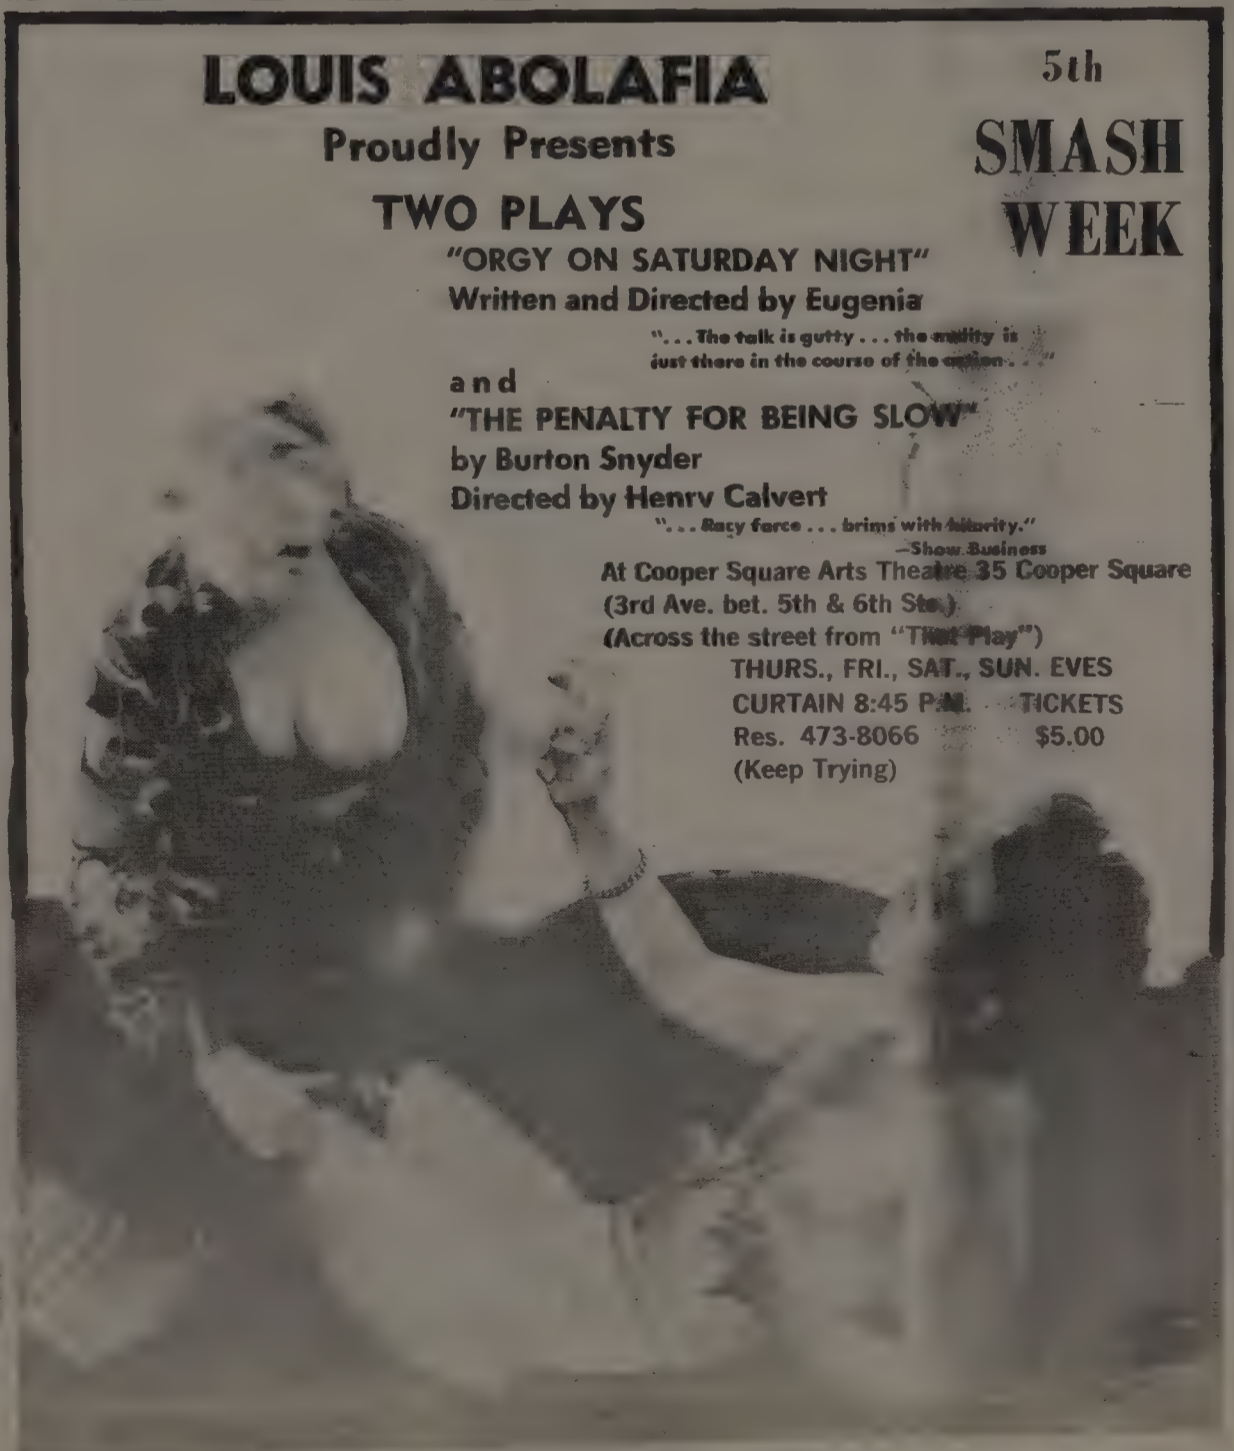 LOUIS ABOLAFIA
Proudly Presents
TWO PLAYS
5th
SMASH
WEEK
"ORGY ON SATURDAY NIGHT"
Written and Directed by Eugenia
"...The talk is gutty...the nudity is
just there in the course of the action..."
and
"THE PENALTY FOR BEING SLOW"
by Burton Snyder
Directed by Henry Calvert
"...Racy farce...brims with hilarity."
—Show Business
At Cooper Square Arts Theatre 35 Cooper Square
(3rd Ave. bet. 5th & 6th Sts.)
(Across the street from "That Play")
THURS., FRI., SAT., SUN. EVES
CURTAIN 8:45 P.M. TICKETS
Res. 473-8066 $5.00
(Keep Trying)